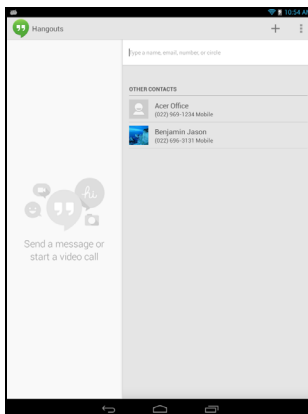 10:54 AM
Hangouts
Type a name, email, number, or circle
OTHER CONTACTS
Acer Office
(022) 969-1234 Mobile
Benjamin Jason
(022) 696-3131 Mobile
hi
Send a message or
start a video call